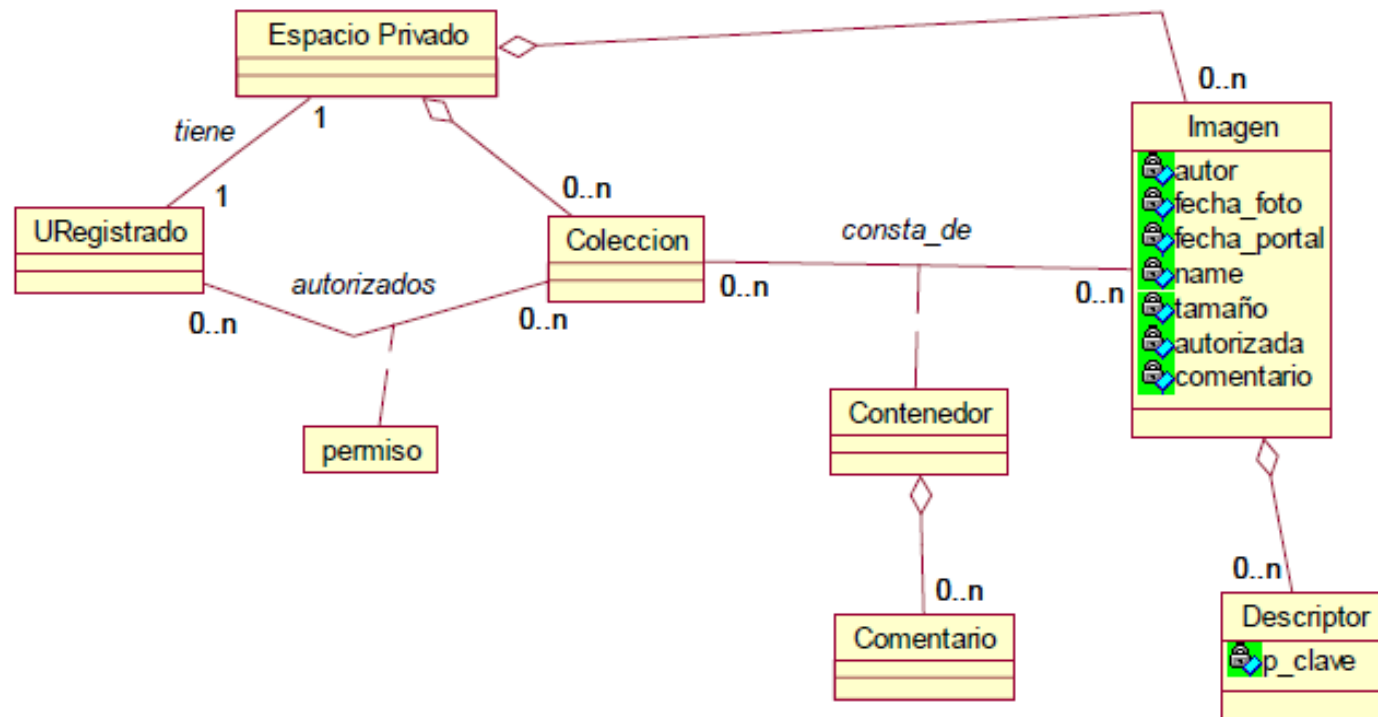 Espacio Privado
0..n
1
tiene
Imagen
autor
fecha_foto
fecha_portal
name
tamaño
autorizada
comentario
0..n
1
URegistrado
Coleccion
consta_de
autorizados
0..n
0..n
0..n
0..n
permiso
Contenedor
0..n
0..n
Comentario
Descriptor
p_clave